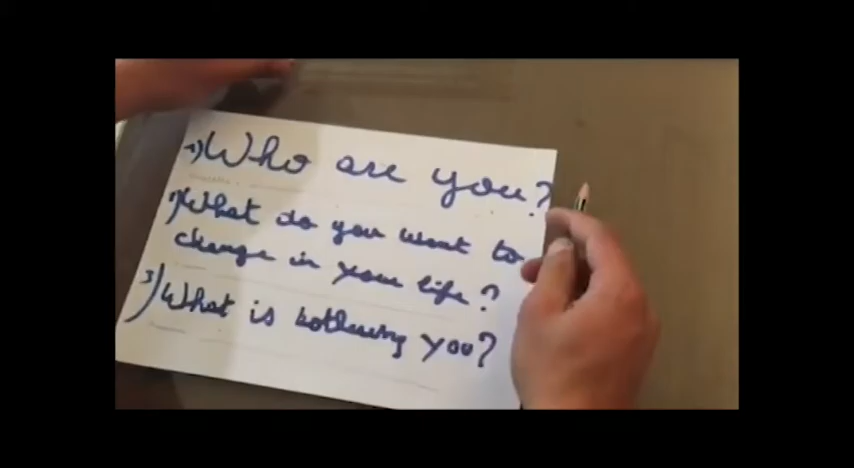 1) Who are you?
2) What do you want to
change in your life?
3) What is bothering you?